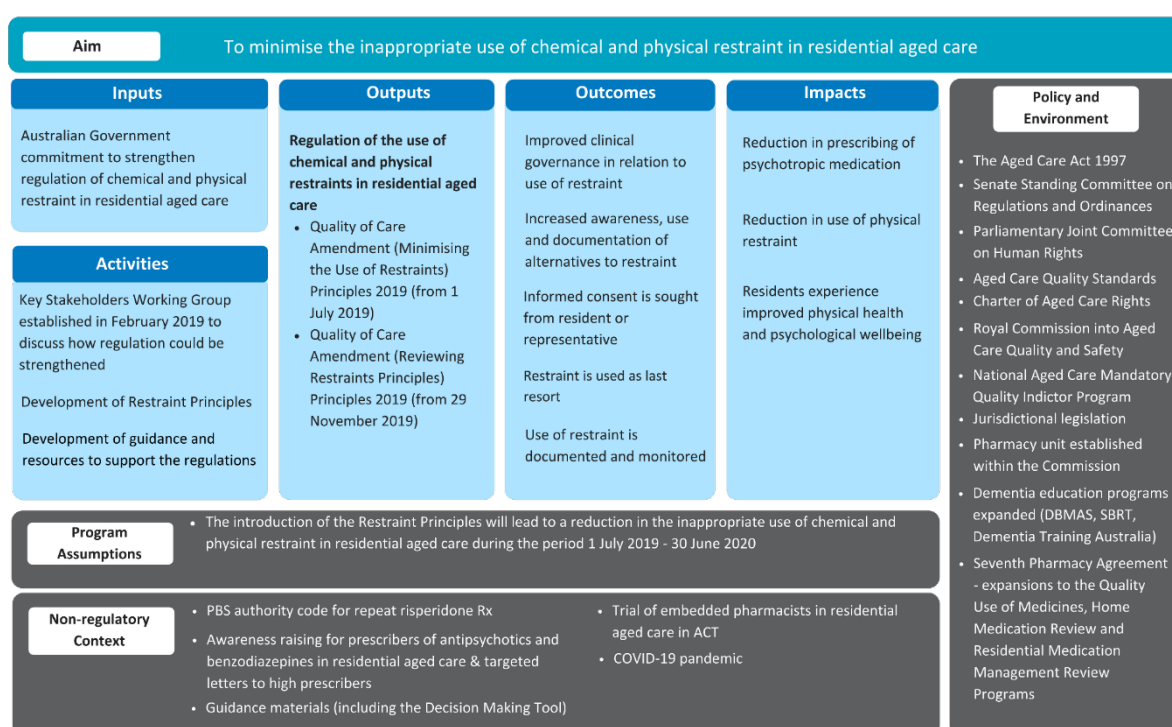 Aim
To minimise the inappropriate use of chemical and physical restraint in residential aged care
Inputs
Australian Government
commitment to strengthen
regulation of chemical and physical
restraint in residential aged care
Activities
Key Stakeholders Working Group
established in February 2019 to
discuss how regulation could be
strengthened
Development of Restraint Principles
Development of guidance and
resources to support the regulations
Outputs
Regulation of the use of
chemical and physical
restraints in residential aged
care
• Quality of Care
Amendment (Minimising
the Use of Restraints)
Principles 2019 (from 1
July 2019)
• Quality of Care
Amendment (Reviewing
Restraints Principles)
Principles 2019 (from 29
November 2019)
Outcomes
Improved clinical
governance in relation to
use of restraint
Increased awareness, use
and documentation of
alternatives to restraint
Informed consent is sought
from resident or
representative
Restraint is used as last
resort
Use of restraint is
documented and monitored
Impacts
Reduction in prescribing of
psychotropic medication
Reduction in use of physical
restraint
Residents experience
improved physical health
and psychological wellbeing
Policy and
Environment
• The Aged Care Act 1997
• Senate Standing Committee on
Regulations and Ordinances
• Parliamentary Joint Committee
on Human Rights
• Aged Care Quality Standards
• Charter of Aged Care Rights
• Royal Commission into Aged
Care Quality and Safety
• National Aged Care Mandatory
Quality Indictor Program
• Jurisdictional legislation
• Pharmacy unit established
within the Commission
• Dementia education programs
expanded (DBMAS, SBRT,
Dementia Training Australia)
• Seventh Pharmacy Agreement
- expansions to the Quality
Use of Medicines, Home
Medication Review and
Residential Medication
Management Review
Programs
Program
Assumptions
• The introduction of the Restraint Principles will lead to a reduction in the inappropriate use of chemical and
physical restraint in residential aged care during the period 1 July 2019 - 30 June 2020
Non-regulatory
Context
• PBS authority code for repeat risperidone Rx
• Awareness raising for prescribers of antipsychotics and
benzodiazepines in residential aged care & targeted
letters to high prescribers
• Guidance materials (including the Decision Making Tool)
• Trial of embedded pharmacists in residential
aged care in ACT
• COVID-19 pandemic